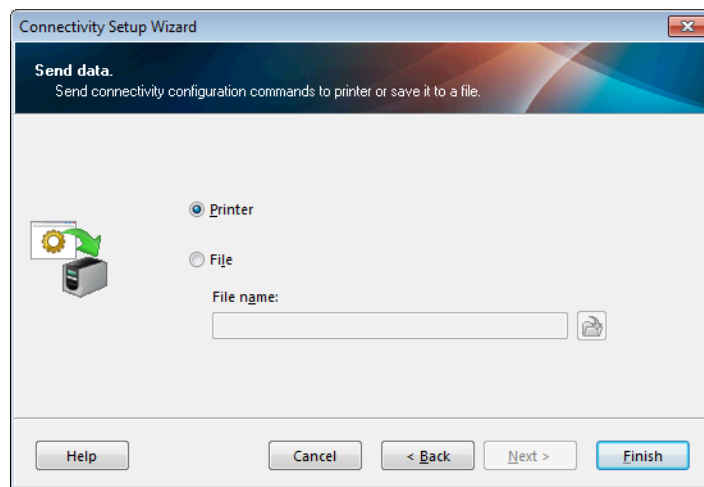 Connectivity Setup Wizard
Send data.
Send connectivity configuration commands to printer or save it to a file.
Printer
File
File name:
Help
Cancel
< Back
Next >
Finish